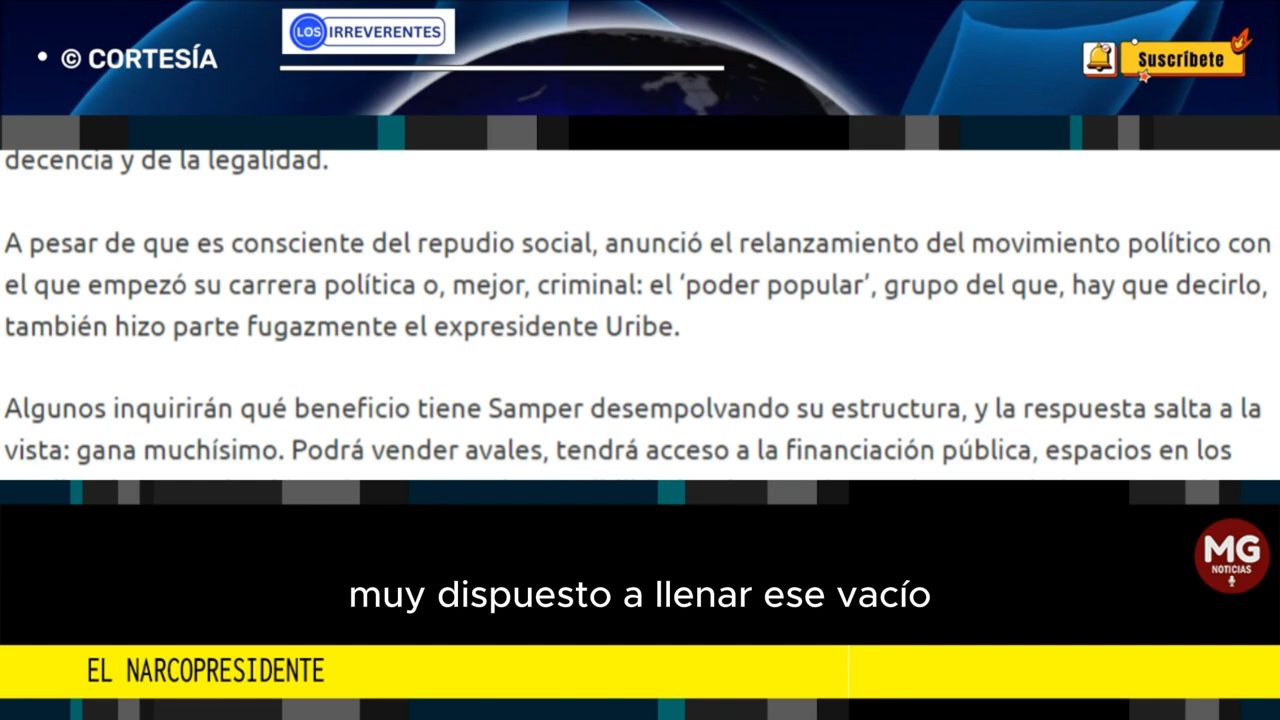 • © CORTESÍA
LOS IRREVERENTES
Suscríbete
decencia y de la legalidad.
A pesar de que es consciente del repudio social, anunció el relanzamiento del movimiento político con
el que empezó su carrera política o, mejor, criminal: el ‘poder popular’, grupo del que, hay que decirlo,
también hizo parte fugazmente el expresidente Uribe.
Algunos inquirirán qué beneficio tiene Samper desempolvando su estructura, y la respuesta salta a la
vista: gana muchísimo. Podrá vender avales, tendrá acceso a la financiación pública, espacios en los
MG
NOTICIAS
muy dispuesto a llenar ese vacío
EL NARCOPRESIDENTE